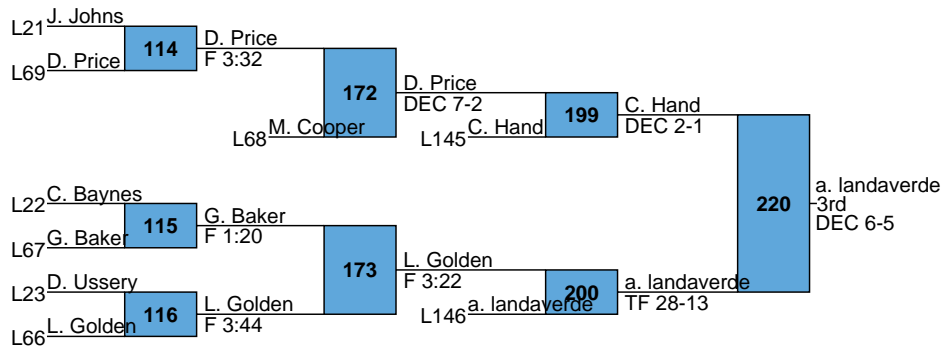 J. Johns
L21
114
D. Price
F 3:32
D. Price
L69
172
D. Price
DEC 7-2
M. Cooper
L68
199
C. Hand
DEC 2-1
C. Hand
L145
C. Baynes
L22
115
G. Baker
F 1:20
G. Baker
L67
220
a. landaverde
3rd
DEC 6-5
173
L. Golden
F 3:22
D. Ussery
L23
116
L. Golden
F 3:44
L. Golden
L66
200
a. landaverde
TF 28-13
a. landaverde
L146